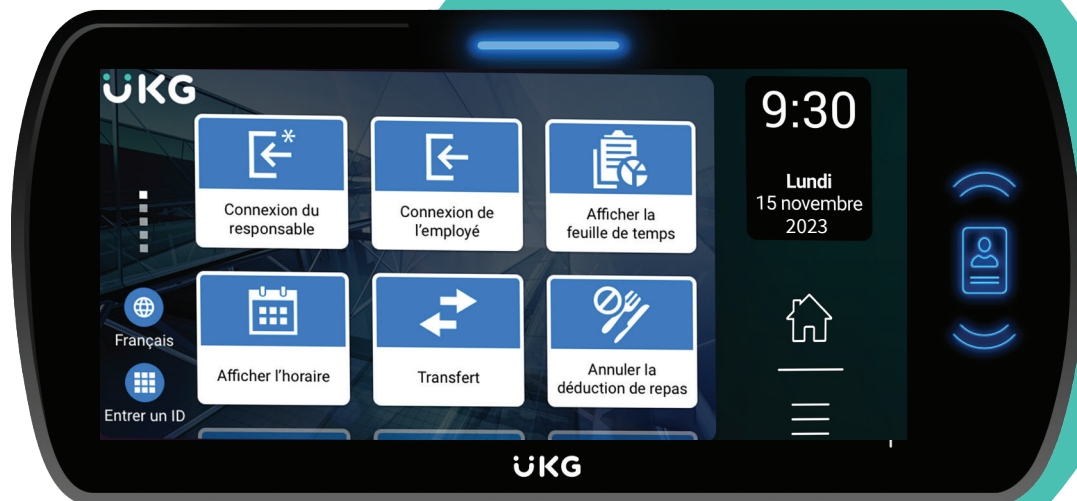 UKG
Connexion du
responsable
Connexion de
l'employé
Afficher la
feuille de temps
Afficher l'horaire
Transfert
Annuler la
déduction de repas
Français
Entrer un ID
9:30
Lundi
15 novembre
2023
UKG